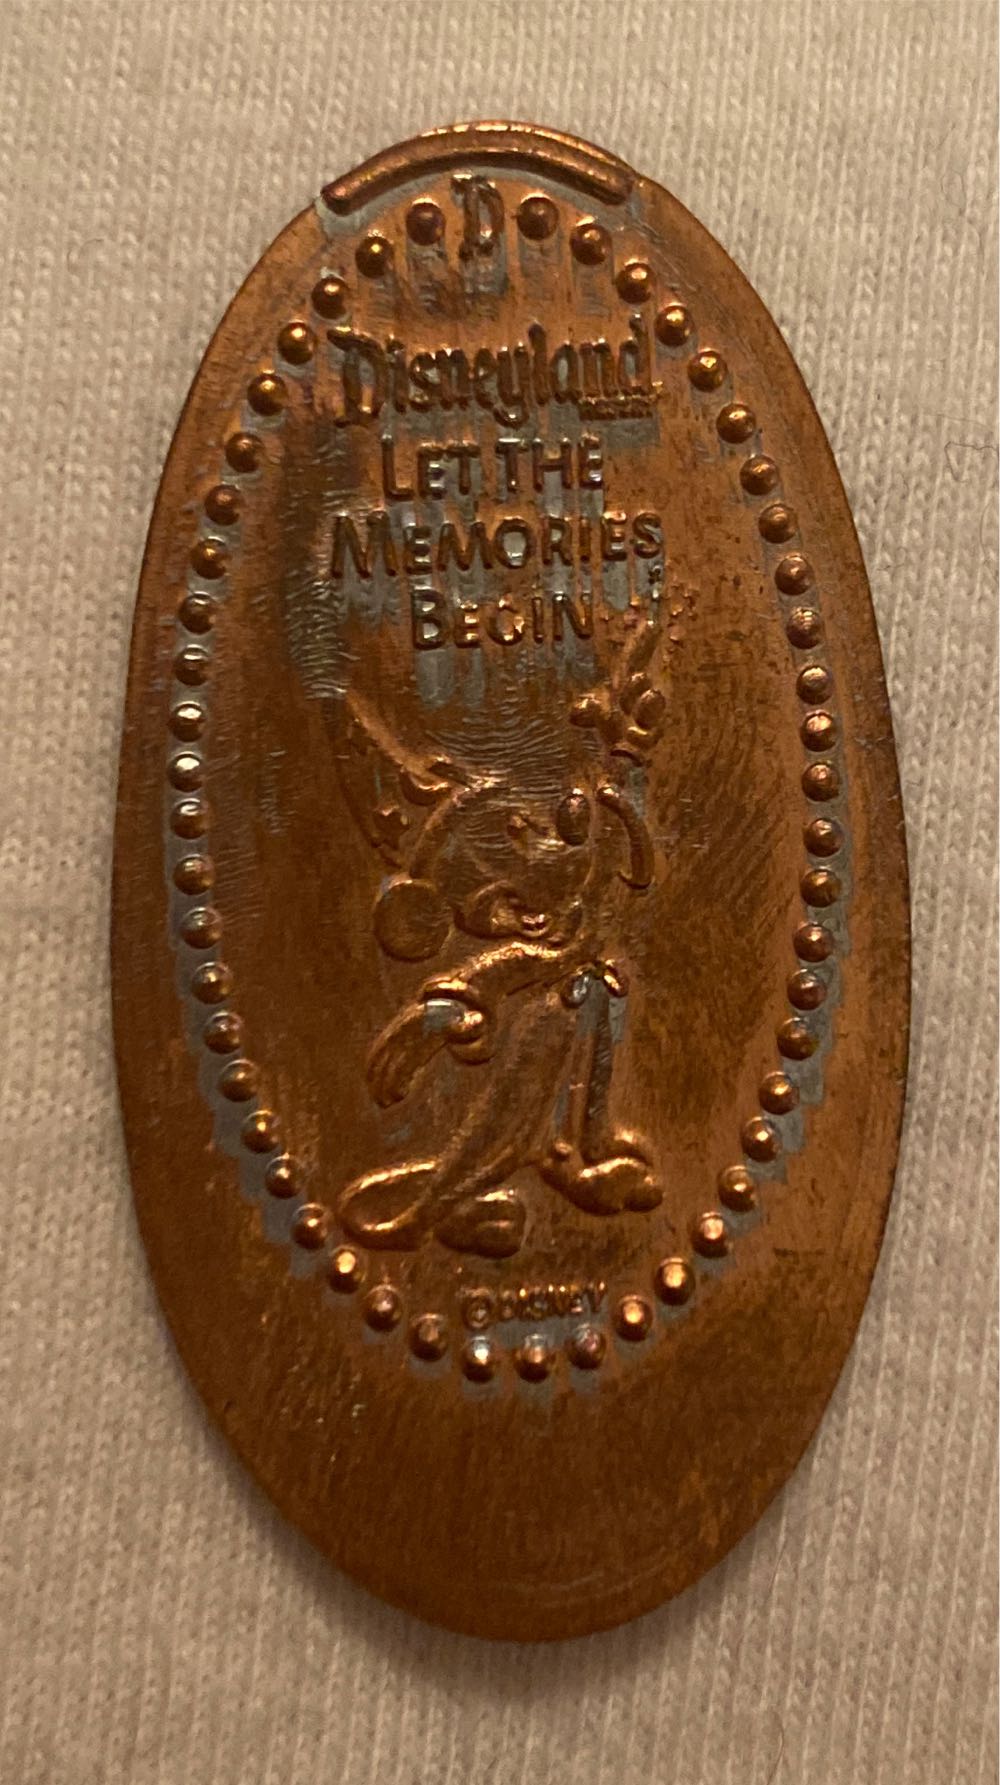 D
Disneyland
LET THE
MEMORIES
BEGIN
©DISNEY